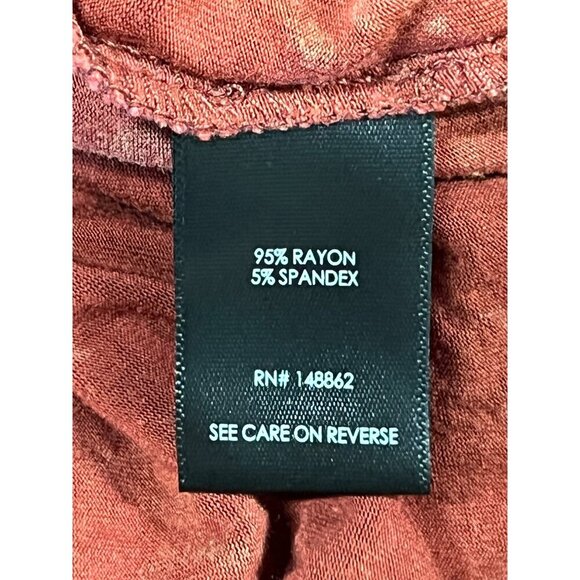 95% RAYON
5% SPANDEX
RN# 148862
SEE CARE ON REVERSE